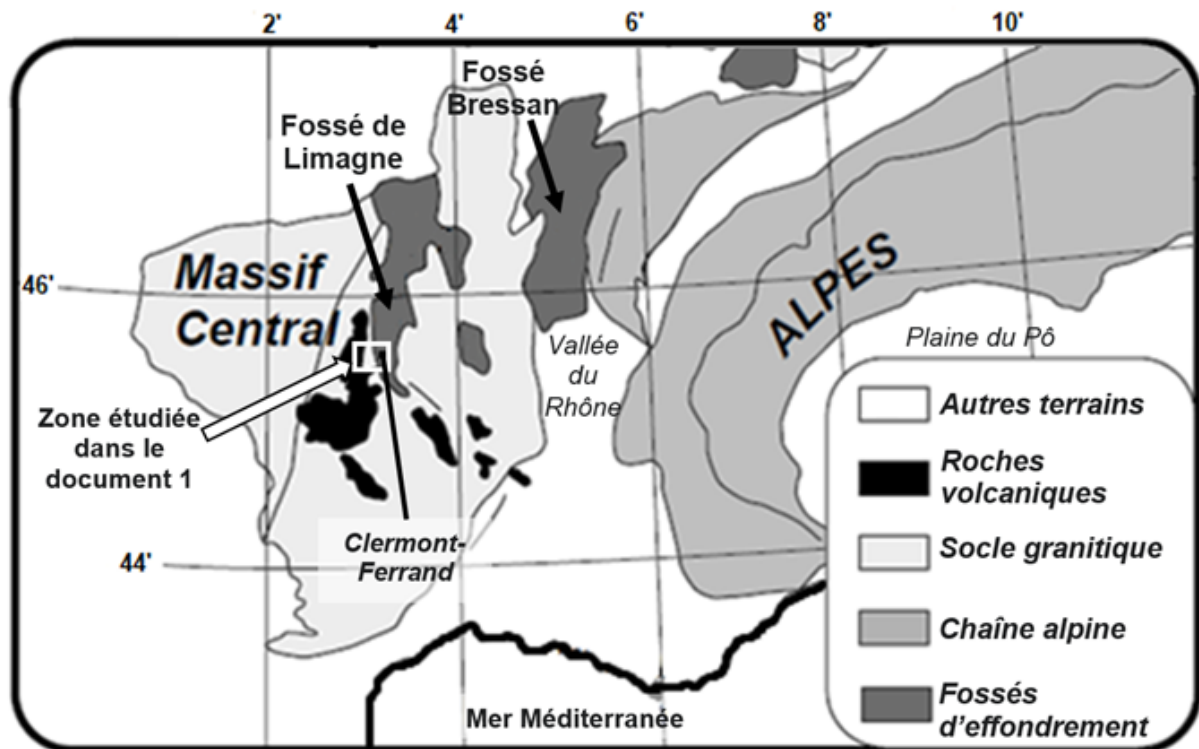 2' 4' 6' 8' 10'
Fossé
Bressan
Fossé de
Limagne
Massif
Central
46'
ALPES
Vallée
du
Rhône
Plaine du Pô
Zone étudiée
dans le
document 1
Clermont-
Ferrand
44'
Mer Méditerranée
Autres terrains
Roches
volcaniques
Socle granitique
Chaîne alpine
Fossés
d'effondrement